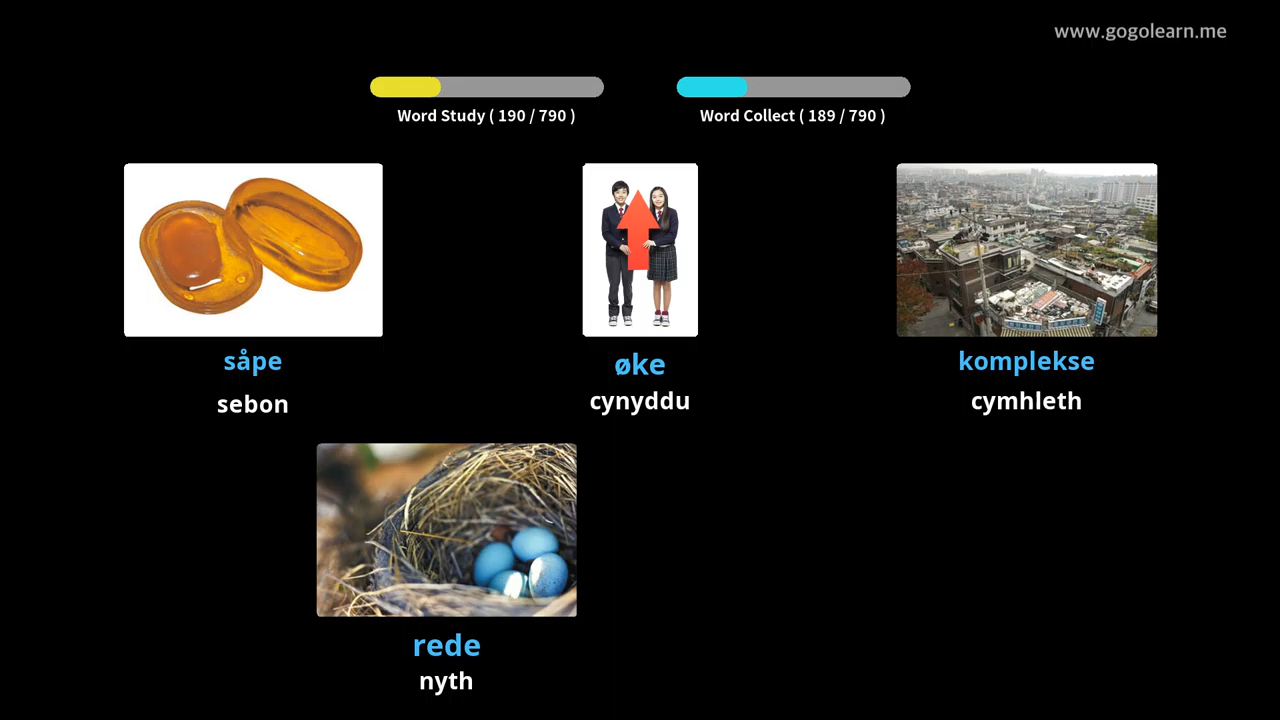 www.gogolearn.me
Word Study ( 190 / 790 )
Word Collect ( 189 / 790 )
såpe
sebon
øke
cynyddu
komplekse
cymhleth
rede
nyth